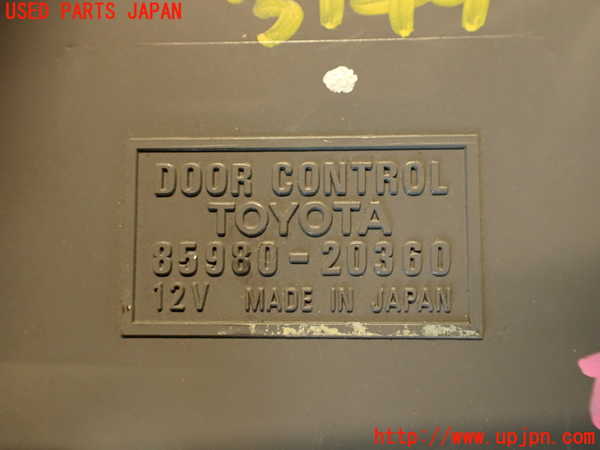 USED PARTS JAPAN
DOOR CONTROL
TOYOTA
85980-20360
12V MADE IN JAPAN
http://www.upjpn.com/